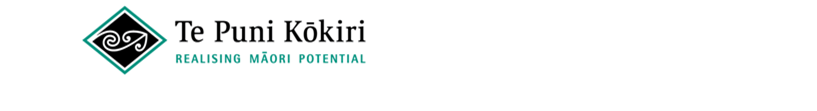 Te Puni Kōkiri
REALISING MĀORI POTENTIAL